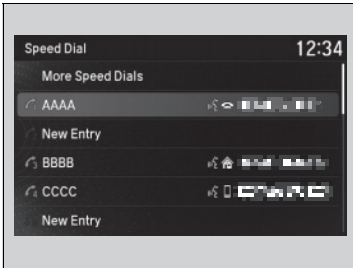 Speed Dial 12:34
More Speed Dials
AAAA
New Entry
BBBB
CCCC
New Entry